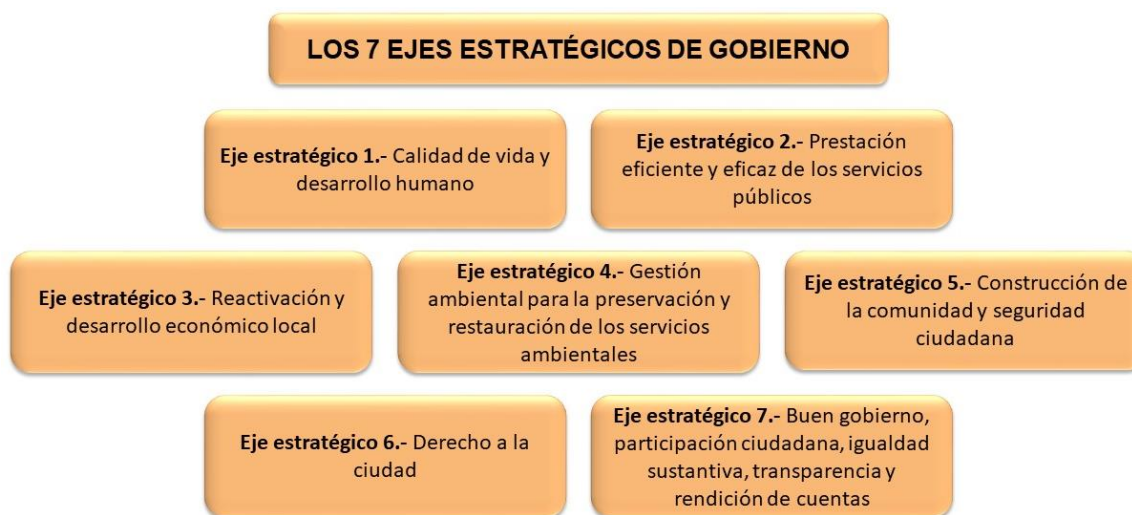 LOS 7 EJES ESTRATÉGICOS DE GOBIERNO
Eje estratégico 1.- Calidad de vida y
desarrollo humano
Eje estratégico 2.- Prestación
eficiente y eficaz de los servicios
públicos
Eje estratégico 3.- Reactivación y
desarrollo económico local
Eje estratégico 4.- Gestión
ambiental para la preservación y
restauración de los servicios
ambientales
Eje estratégico 5.- Construcción de
la comunidad y seguridad
ciudadana
Eje estratégico 6.- Derecho a la
ciudad
Eje estratégico 7.- Buen gobierno,
participación ciudadana, igualdad
sustantiva, transparencia y
rendición de cuentas